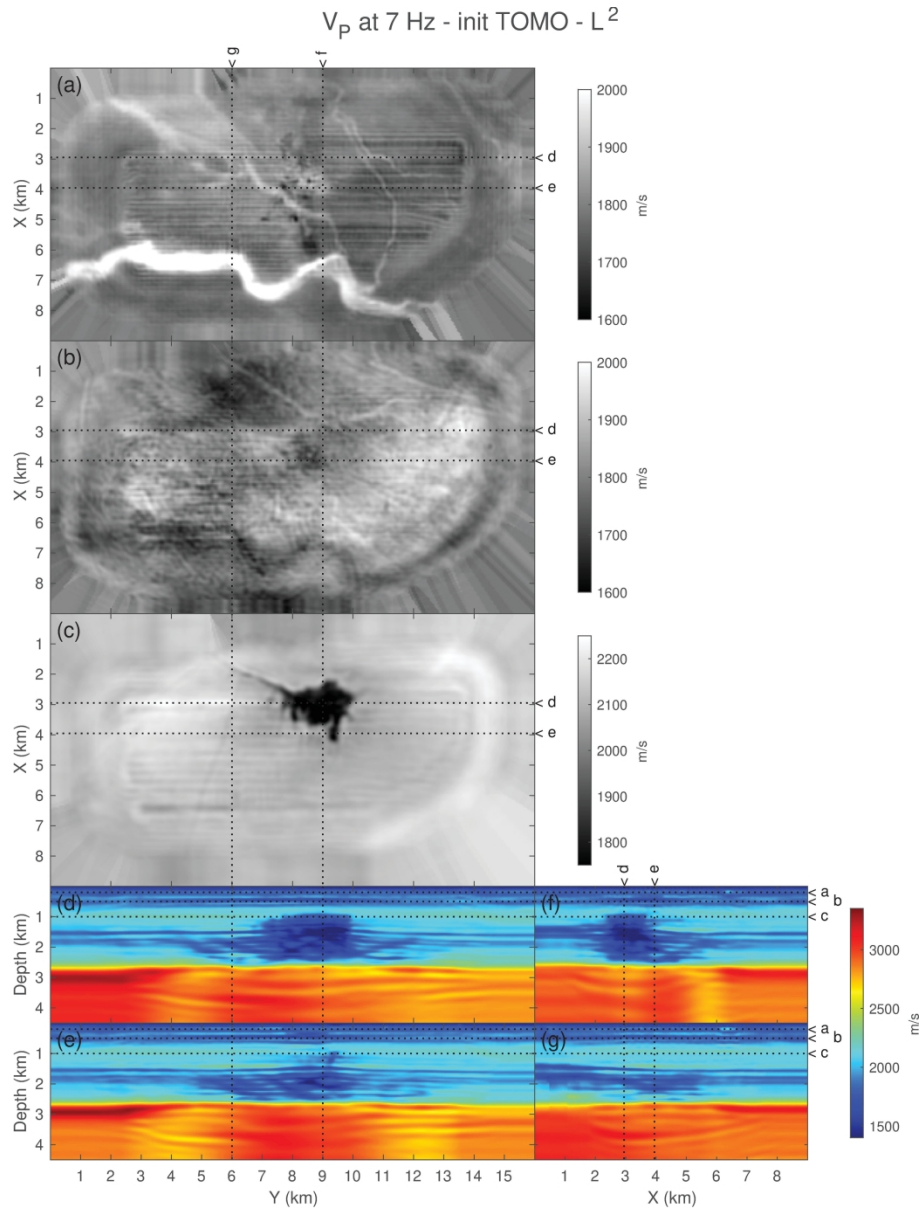 V_P at 7 Hz - init TOMO - L^2
< g
< f
(a)
1
2
3
4
5
6
7
8
X (km)
< d
< e
2000
1900
1800
1700
1600
m/s
(b)
1
2
3
4
5
6
7
8
X (km)
< d
< e
2000
1900
1800
1700
1600
m/s
(c)
1
2
3
4
5
6
7
8
X (km)
< d
< e
2200
2100
2000
1900
1800
m/s
< d
< e
(d)
1
2
3
4
Depth (km)
(f)
< a
< b
< c
(e)
1
2
3
4
Depth (km)
(g)
< a
< b
< c
3000
2500
2000
1500
m/s
1 2 3 4 5 6 7 8 9 10 11 12 13 14 15
Y (km)
1 2 3 4 5 6 7 8
X (km)